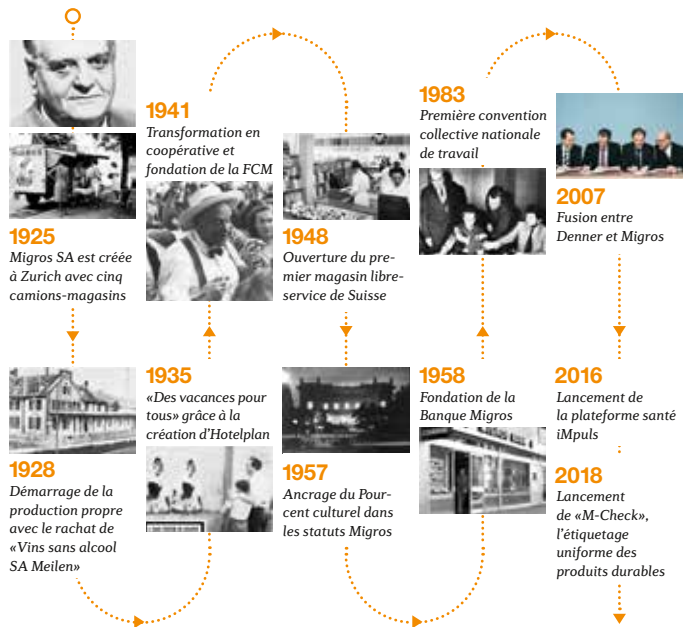 1925
Migros SA est créée
à Zurich avec cinq
camions-magasins
1928
Démarrage de la
production propre
avec le rachat de
«Vins sans alcool
SA Meilen»
1935
«Des vacances pour
tous» grâce à la
création d’Hotelplan
1941
Transformation en
coopérative et
fondation de la FCM
1948
Ouverture du pre-
mier magasin libre-
service de Suisse
1957
Ancrage du Pour-
cent culturel dans
les statuts Migros
1958
Fondation de la
Banque Migros
1983
Première convention
collective nationale
de travail
2007
Fusion entre
Denner et Migros
2016
Lancement de
la plateforme santé
iMpuls
2018
Lancement
de «M-Check»,
l’étiquetage
uniforme des
produits durables